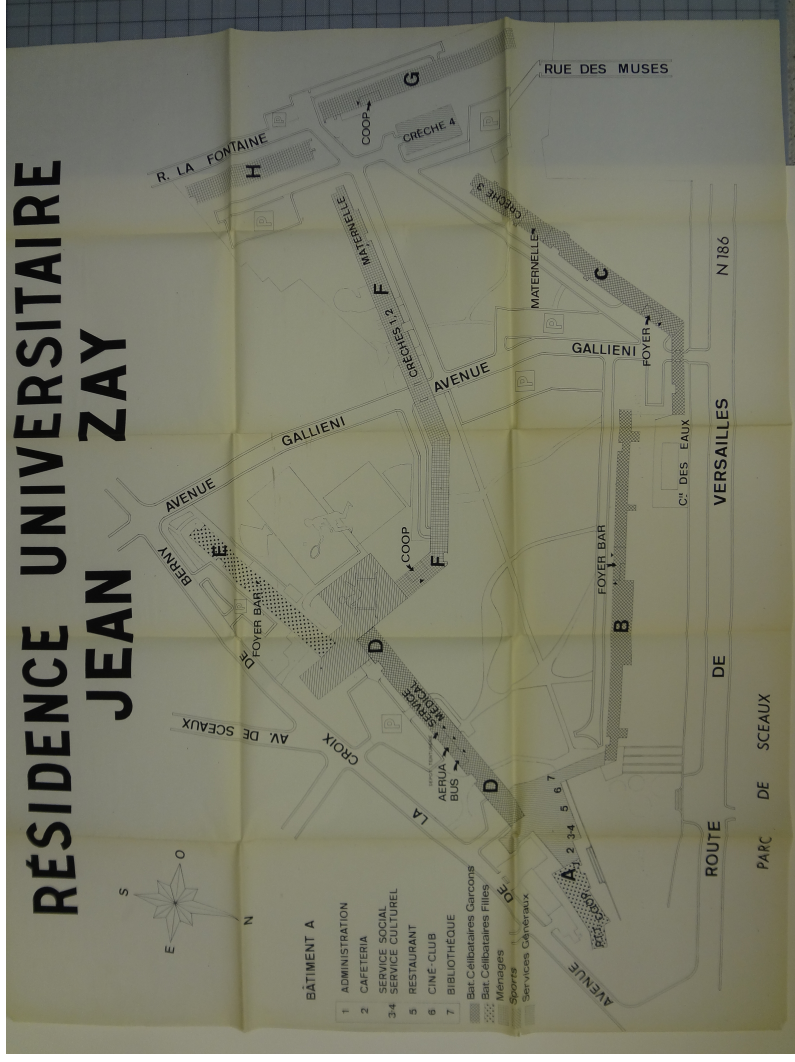 RÉSIDENCE UNIVERSITAIRE
JEAN ZAY
S
E
O
N
BÂTIMENT A
1 ADMINISTRATION
2 CAFETERIA
3-4 SERVICE SOCIAL
SERVICE CULTUREL
5 RESTAURANT
6 CINÉ-CLUB
7 BIBLIOTHÈQUE
Bat. Célibataires Garcons
Bat. Célibataires Filles
Ménages
Sports
Services Généraux
R. LA FONTAINE
H
P
P
G
COOP
CRÈCHE 4
P
RUE DES MUSES
MATERNELLE
F
CRÈCHES 1, 2
CRÈCHE 3
MATERNELLE
C
P
P
FOYER
AVENUE GALLIENI
AVENUE GALLIENI
BERNY
E
P
FOYER BAR
COOP
F
D
SERVICE
MÉDICAL
P
AERUA
BUS
D
AV. DE SCEAUX
AVENUE DE LA CROIX DE
FOYER BAR
B
Cie DES EAUX
7
6
5
3-4
2
1
A
P.T.T.
COOP
ROUTE DE VERSAILLES
N 186
PARC DE SCEAUX